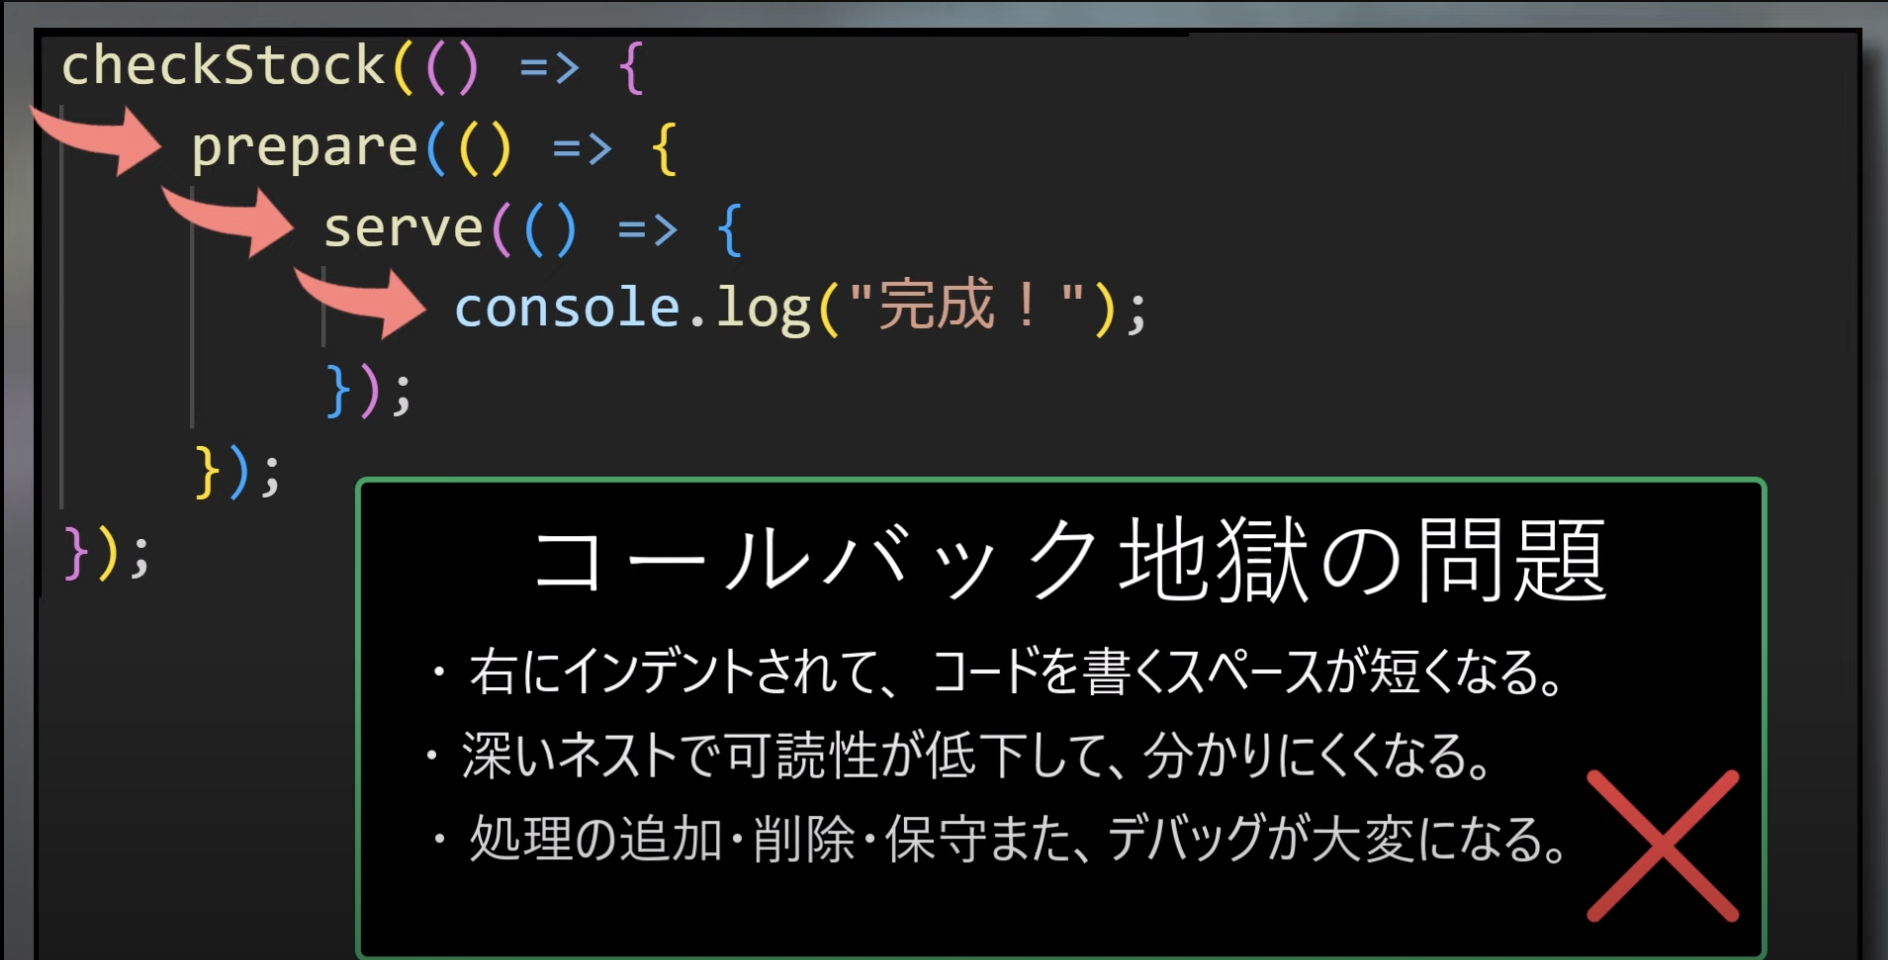 checkStock(() => {
prepare(() => {
serve(() => {
console.log("完成！");
});
});
});
コールバック地獄の問題
・右にインデントされて、コードを書くスペースが短くなる。
・深いネストで可読性が低下して、分かりにくくなる。
・処理の追加・削除・保守また、デバッグが大変になる。